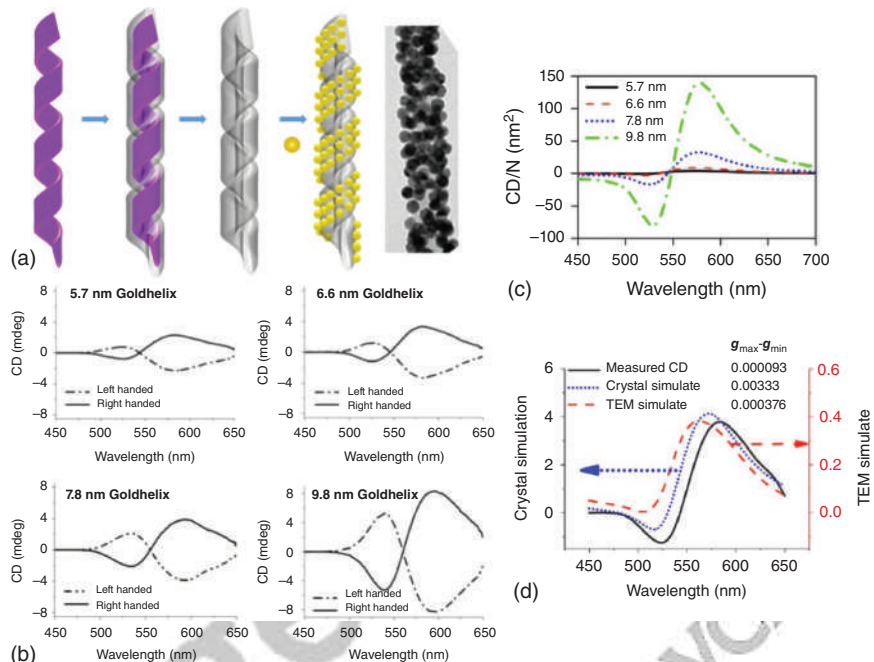 (a)
5.7 nm Goldhelix
8
4
0
−4
−8
CD (mdeg)
Left handed
Right handed
450 500 550 600 650
Wavelength (nm)
6.6 nm Goldhelix
8
4
0
−4
−8
CD (mdeg)
Left handed
Right handed
450 500 550 600 650
Wavelength (nm)
7.8 nm Goldhelix
8
4
0
−4
−8
CD (mdeg)
Left handed
Right handed
450 500 550 600 650
Wavelength (nm)
9.8 nm Goldhelix
8
4
0
−4
−8
CD (mdeg)
Left handed
Right handed
450 500 550 600 650
Wavelength (nm)
(b)
150
100
50
0
−50
−100
CD/N (nm²)
5.7 nm
6.6 nm
7.8 nm
9.8 nm
450 500 550 600 650 700
Wavelength (nm)
(c)
gmax-gmin
Measured CD 0.000093
Crystal simulate 0.00333
TEM simulate 0.000376
6
4
2
0
Crystal simulation
0.6
0.4
0.2
0.0
TEM simulate
450 500 550 600 650
Wavelength (nm)
(d)